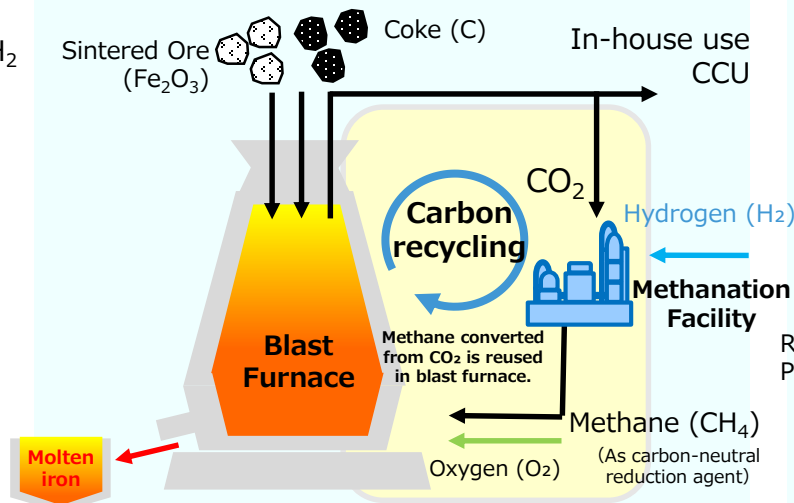 H₂
Sintered Ore
(Fe₂O₃)
Coke (C)
In-house use
CCU
CO₂
Hydrogen (H₂)
Carbon
recycling
Methanation
Facility
Methane converted
from CO₂ is reused
in blast furnace.
Blast
Furnace
R
P
Methane (CH₄)
(As carbon-neutral
reduction agent)
Oxygen (O₂)
Molten
iron